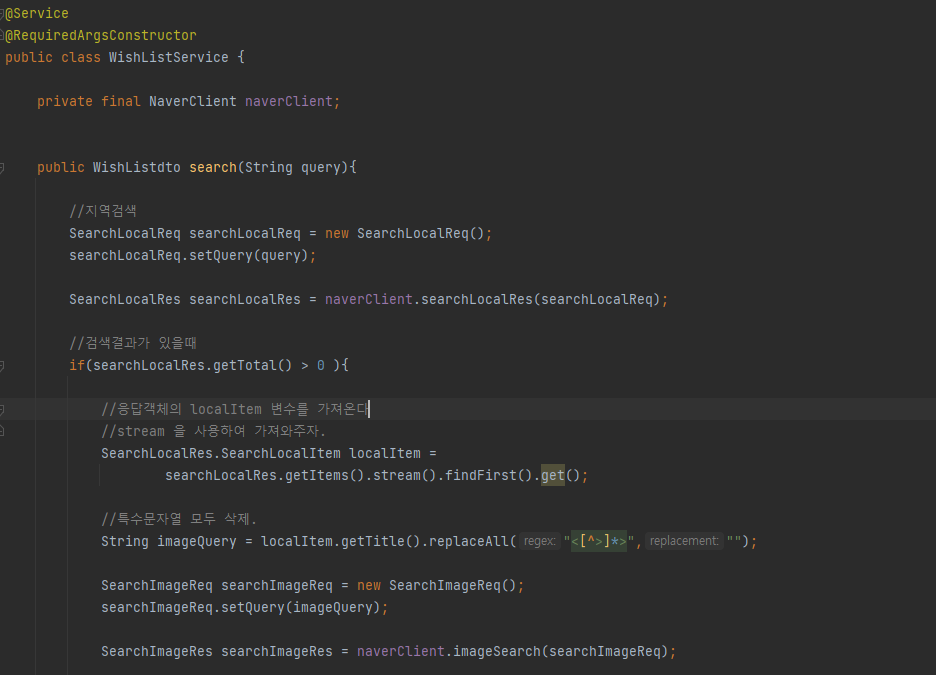 @Service
@RequiredArgsConstructor
public class WishListService {
private final NaverClient naverClient;
public WishListdto search(String query){
//지역검색
SearchLocalReq searchLocalReq = new SearchLocalReq();
searchLocalReq.setQuery(query);
SearchLocalRes searchLocalRes = naverClient.searchLocalRes(searchLocalReq);
//검색결과가 있을때
if(searchLocalRes.getTotal() > 0 ){
//응답객체의 localItem 변수를 가져온다
//stream 을 사용하여 가져와주자.
SearchLocalRes.SearchLocalItem localItem =
searchLocalRes.getItems().stream().findFirst().get();
//특수문자열 모두 삭제.
String imageQuery = localItem.getTitle().replaceAll( regex: "<[^>]*>", replacement: "");
SearchImageReq searchImageReq = new SearchImageReq();
searchImageReq.setQuery(imageQuery);
SearchImageRes searchImageRes = naverClient.imageSearch(searchImageReq);